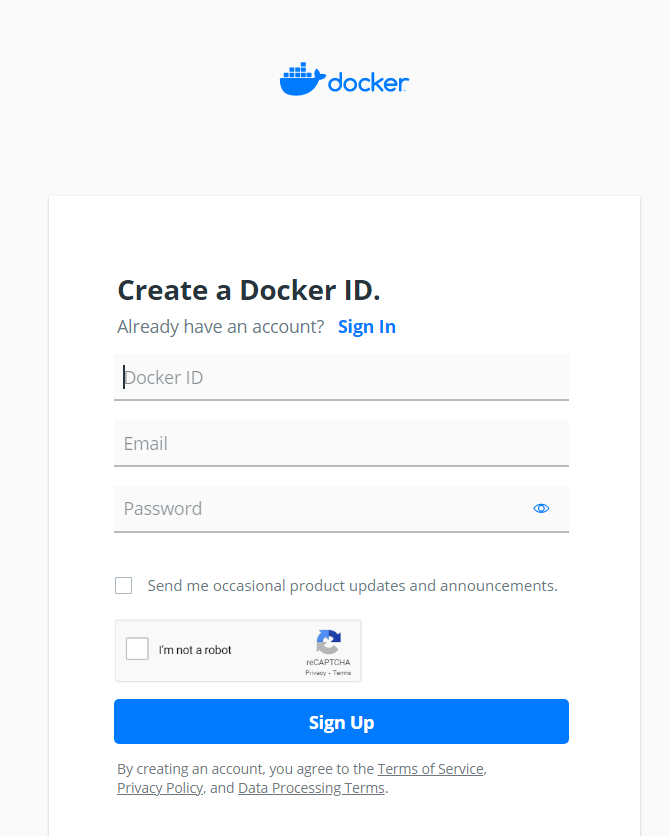 docker
Create a Docker ID.
Already have an account? Sign In
Docker ID
Email
Password
Send me occasional product updates and announcements.
I'm not a robot
reCAPTCHA
Privacy - Terms
Sign Up
By creating an account, you agree to the Terms of Service,
Privacy Policy, and Data Processing Terms.